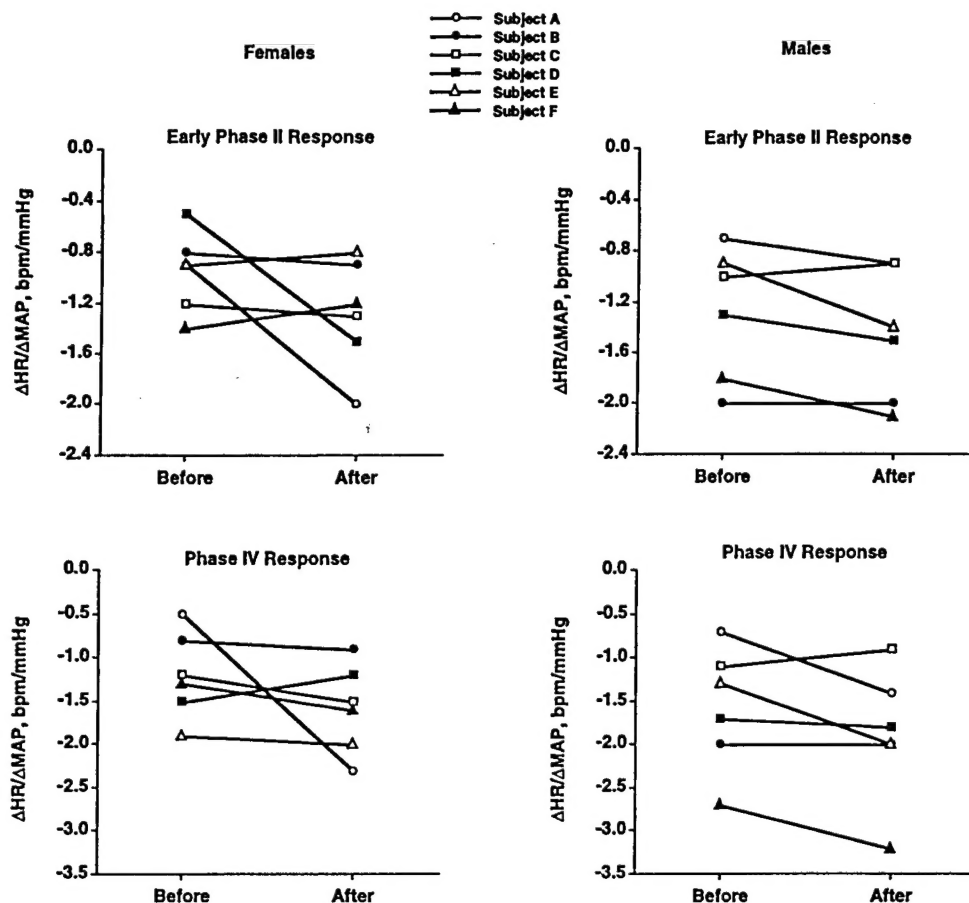 Females
Subject A
Subject B
Subject C
Subject D
Subject E
Subject F
Males
Early Phase II Response
ΔHR/ΔMAP, bpm/mmHg
0.0
-0.4
-0.8
-1.2
-1.6
-2.0
-2.4
Before After
Early Phase II Response
ΔHR/ΔMAP, bpm/mmHg
0.0
-0.4
-0.8
-1.2
-1.6
-2.0
-2.4
Before After
Phase IV Response
ΔHR/ΔMAP, bpm/mmHg
0.0
-0.5
-1.0
-1.5
-2.0
-2.5
-3.0
-3.5
Before After
Phase IV Response
ΔHR/ΔMAP, bpm/mmHg
0.0
-0.5
-1.0
-1.5
-2.0
-2.5
-3.0
-3.5
Before After